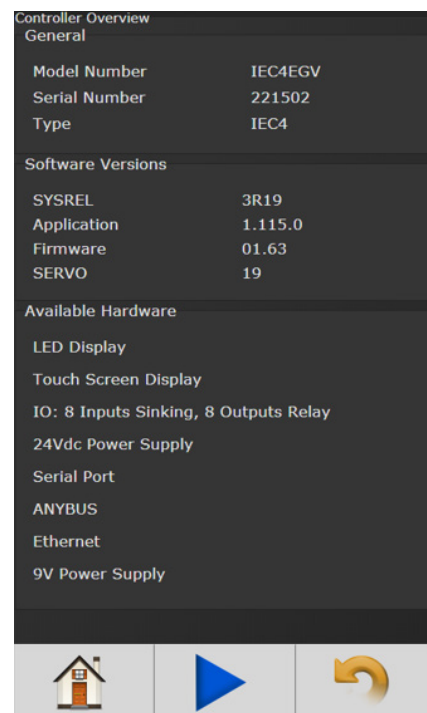 Controller Overview
General
Model Number IEC4EGV
Serial Number 221502
Type IEC4
Software Versions
SYSREL 3R19
Application 1.115.0
Firmware 01.63
SERVO 19
Available Hardware
LED Display
Touch Screen Display
IO: 8 Inputs Sinking, 8 Outputs Relay
24Vdc Power Supply
Serial Port
ANYBUS
Ethernet
9V Power Supply